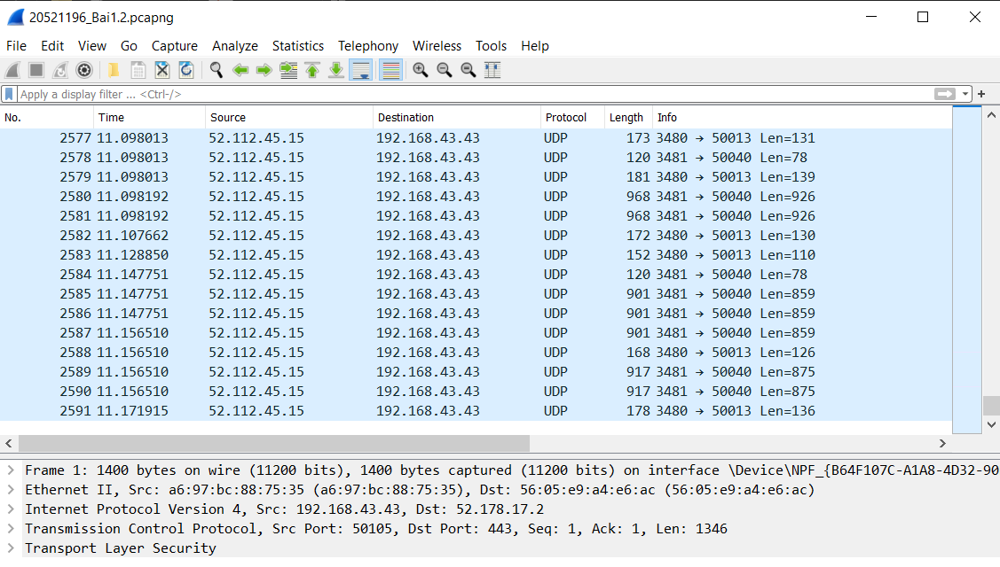 20521196_Bai1.2.pcapng
File Edit View Go Capture Analyze Statistics Telephony Wireless Tools Help
Apply a display filter ... <Ctrl-/>
No. Time Source Destination Protocol Length Info
2577 11.098013 52.112.45.15 192.168.43.43 UDP 173 3480 → 50013 Len=131
2578 11.098013 52.112.45.15 192.168.43.43 UDP 120 3481 → 50040 Len=78
2579 11.098013 52.112.45.15 192.168.43.43 UDP 181 3480 → 50013 Len=139
2580 11.098192 52.112.45.15 192.168.43.43 UDP 968 3481 → 50040 Len=926
2581 11.098192 52.112.45.15 192.168.43.43 UDP 968 3481 → 50040 Len=926
2582 11.107662 52.112.45.15 192.168.43.43 UDP 172 3480 → 50013 Len=130
2583 11.128850 52.112.45.15 192.168.43.43 UDP 152 3480 → 50013 Len=110
2584 11.147751 52.112.45.15 192.168.43.43 UDP 120 3481 → 50040 Len=78
2585 11.147751 52.112.45.15 192.168.43.43 UDP 901 3481 → 50040 Len=859
2586 11.147751 52.112.45.15 192.168.43.43 UDP 901 3481 → 50040 Len=859
2587 11.156510 52.112.45.15 192.168.43.43 UDP 901 3481 → 50040 Len=859
2588 11.156510 52.112.45.15 192.168.43.43 UDP 168 3480 → 50013 Len=126
2589 11.156510 52.112.45.15 192.168.43.43 UDP 917 3481 → 50040 Len=875
2590 11.156510 52.112.45.15 192.168.43.43 UDP 917 3481 → 50040 Len=875
2591 11.171915 52.112.45.15 192.168.43.43 UDP 178 3480 → 50013 Len=136
Frame 1: 1400 bytes on wire (11200 bits), 1400 bytes captured (11200 bits) on interface \Device\NPF_{B64F107C-A1A8-4D32-90
Ethernet II, Src: a6:97:bc:88:75:35 (a6:97:bc:88:75:35), Dst: 56:05:e9:a4:e6:ac (56:05:e9:a4:e6:ac)
Internet Protocol Version 4, Src: 192.168.43.43, Dst: 52.178.17.2
Transmission Control Protocol, Src Port: 50105, Dst Port: 443, Seq: 1, Ack: 1, Len: 1346
Transport Layer Security